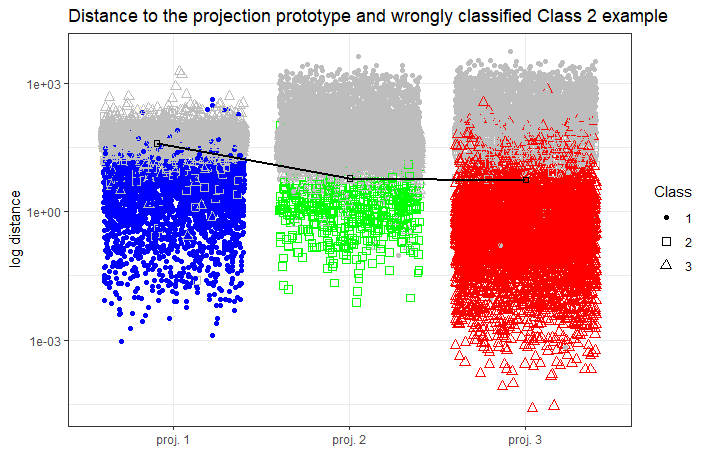 Distance to the projection prototype and wrongly classified Class 2 example
1e+03
1e+00
1e-03
log distance
proj. 1
proj. 2
proj. 3
Class
1
2
3